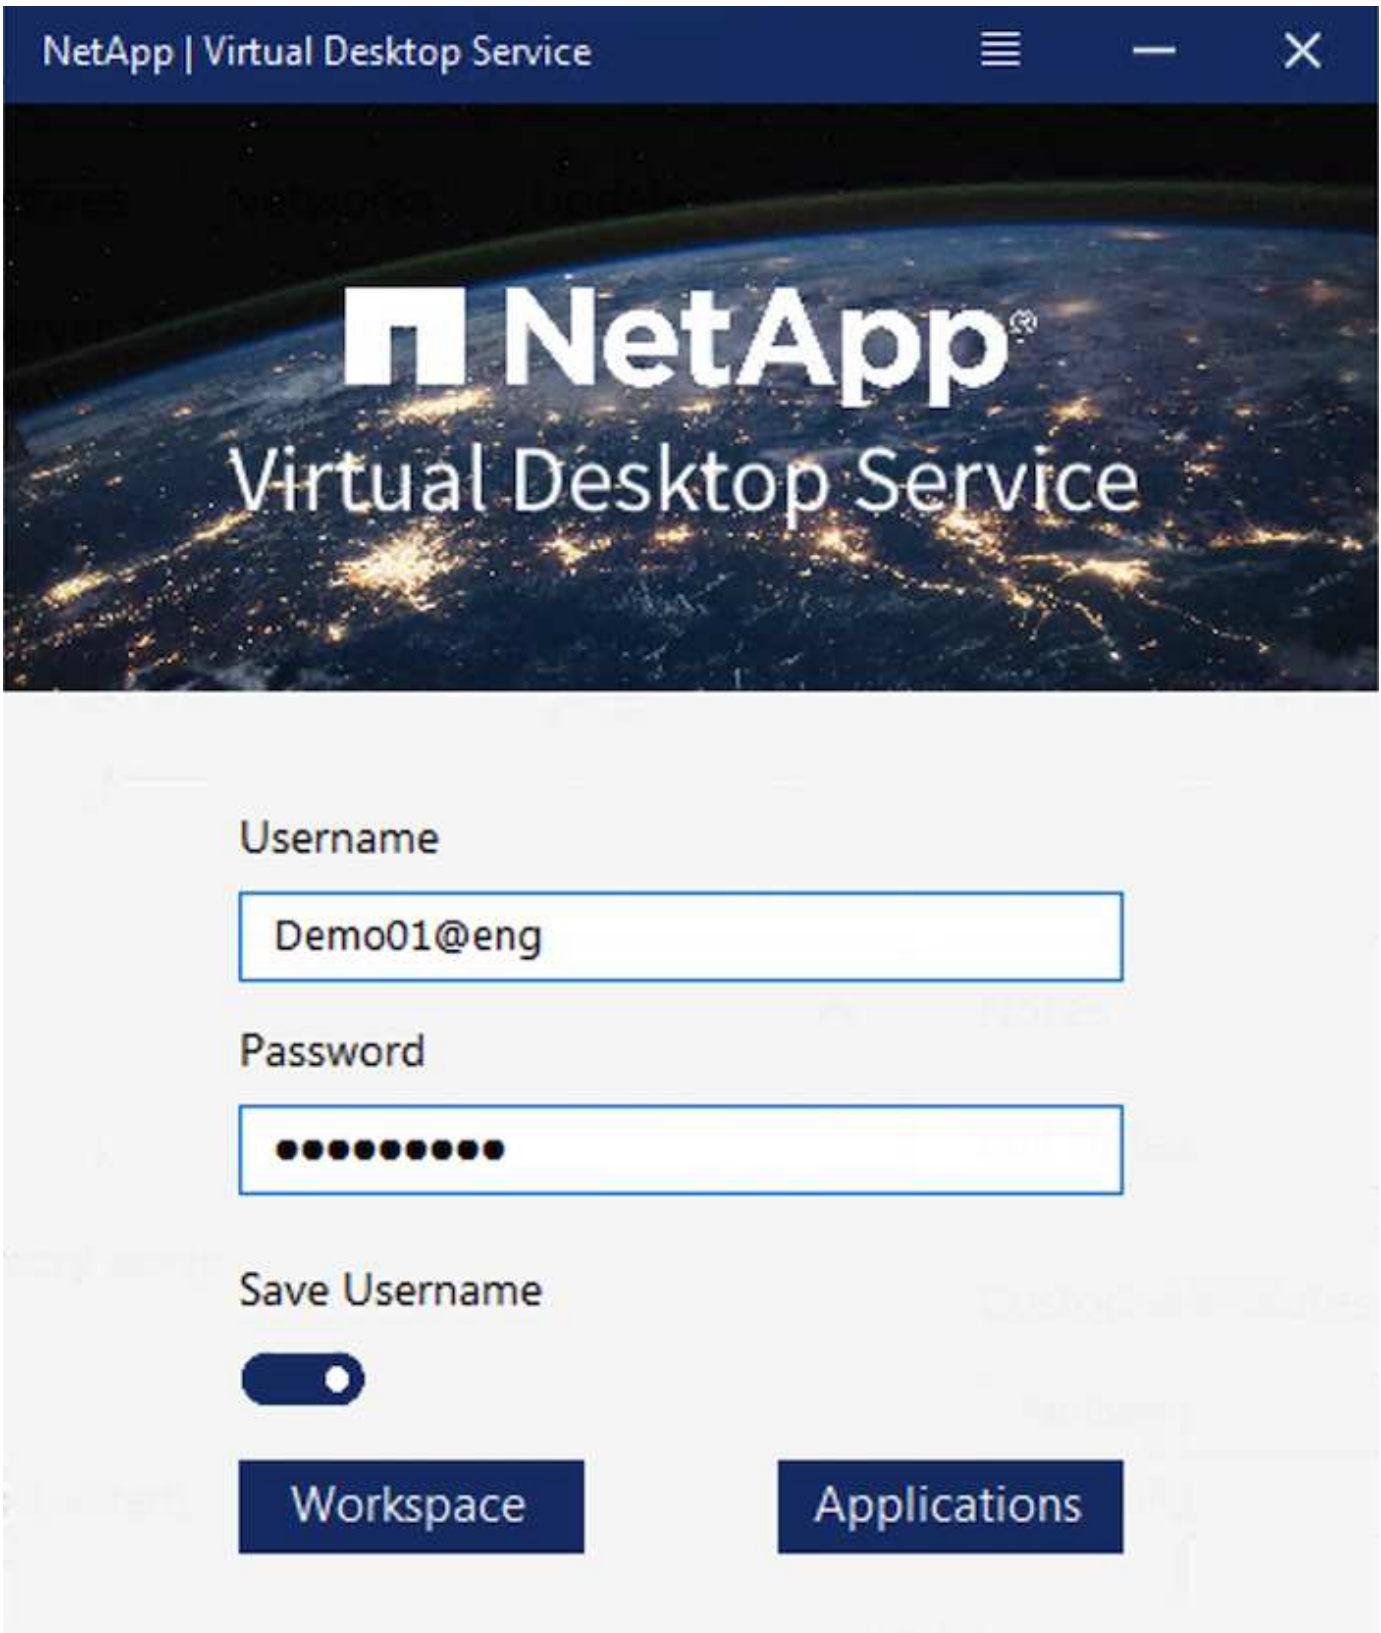 NetApp | Virtual Desktop Service
NetApp®
Virtual Desktop Service
Username
Demo01@eng
Password
●●●●●●●●●
Save Username
Workspace
Applications